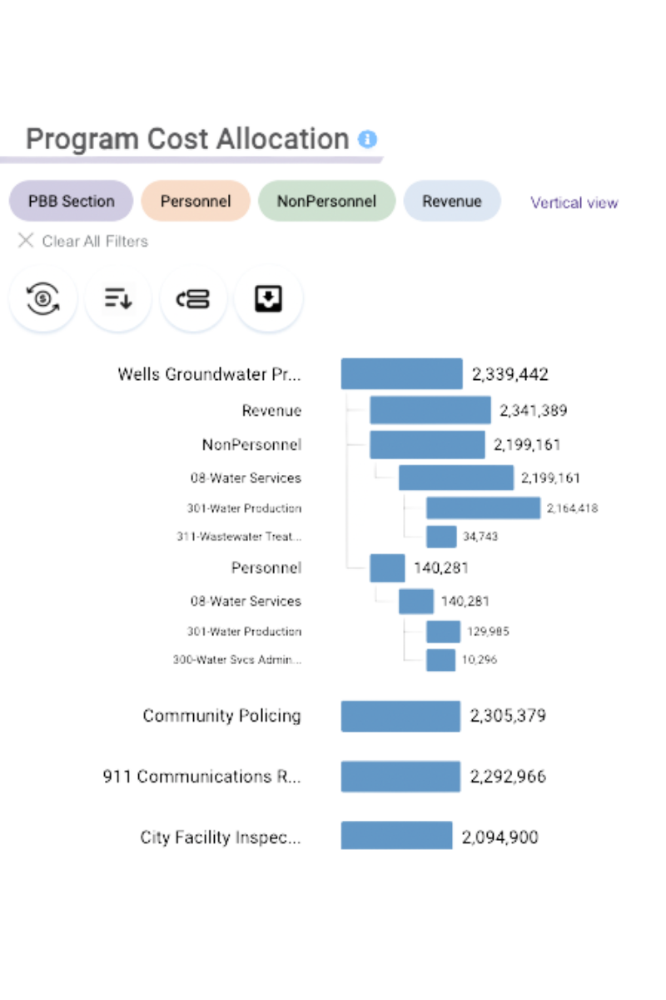 Program Cost Allocation
PBB Section Personnel NonPersonnel Revenue Vertical view
Clear All Filters
Wells Groundwater Pr... 2,339,442
Revenue 2,341,389
NonPersonnel 2,199,161
08-Water Services 2,199,161
301-Water Production 2,164,418
311-Wastewater Treat... 34,743
Personnel 140,281
08-Water Services 140,281
301-Water Production 129,985
300-Water Svcs Admin... 10,296
Community Policing 2,305,379
911 Communications R... 2,292,966
City Facility Inspec... 2,094,900